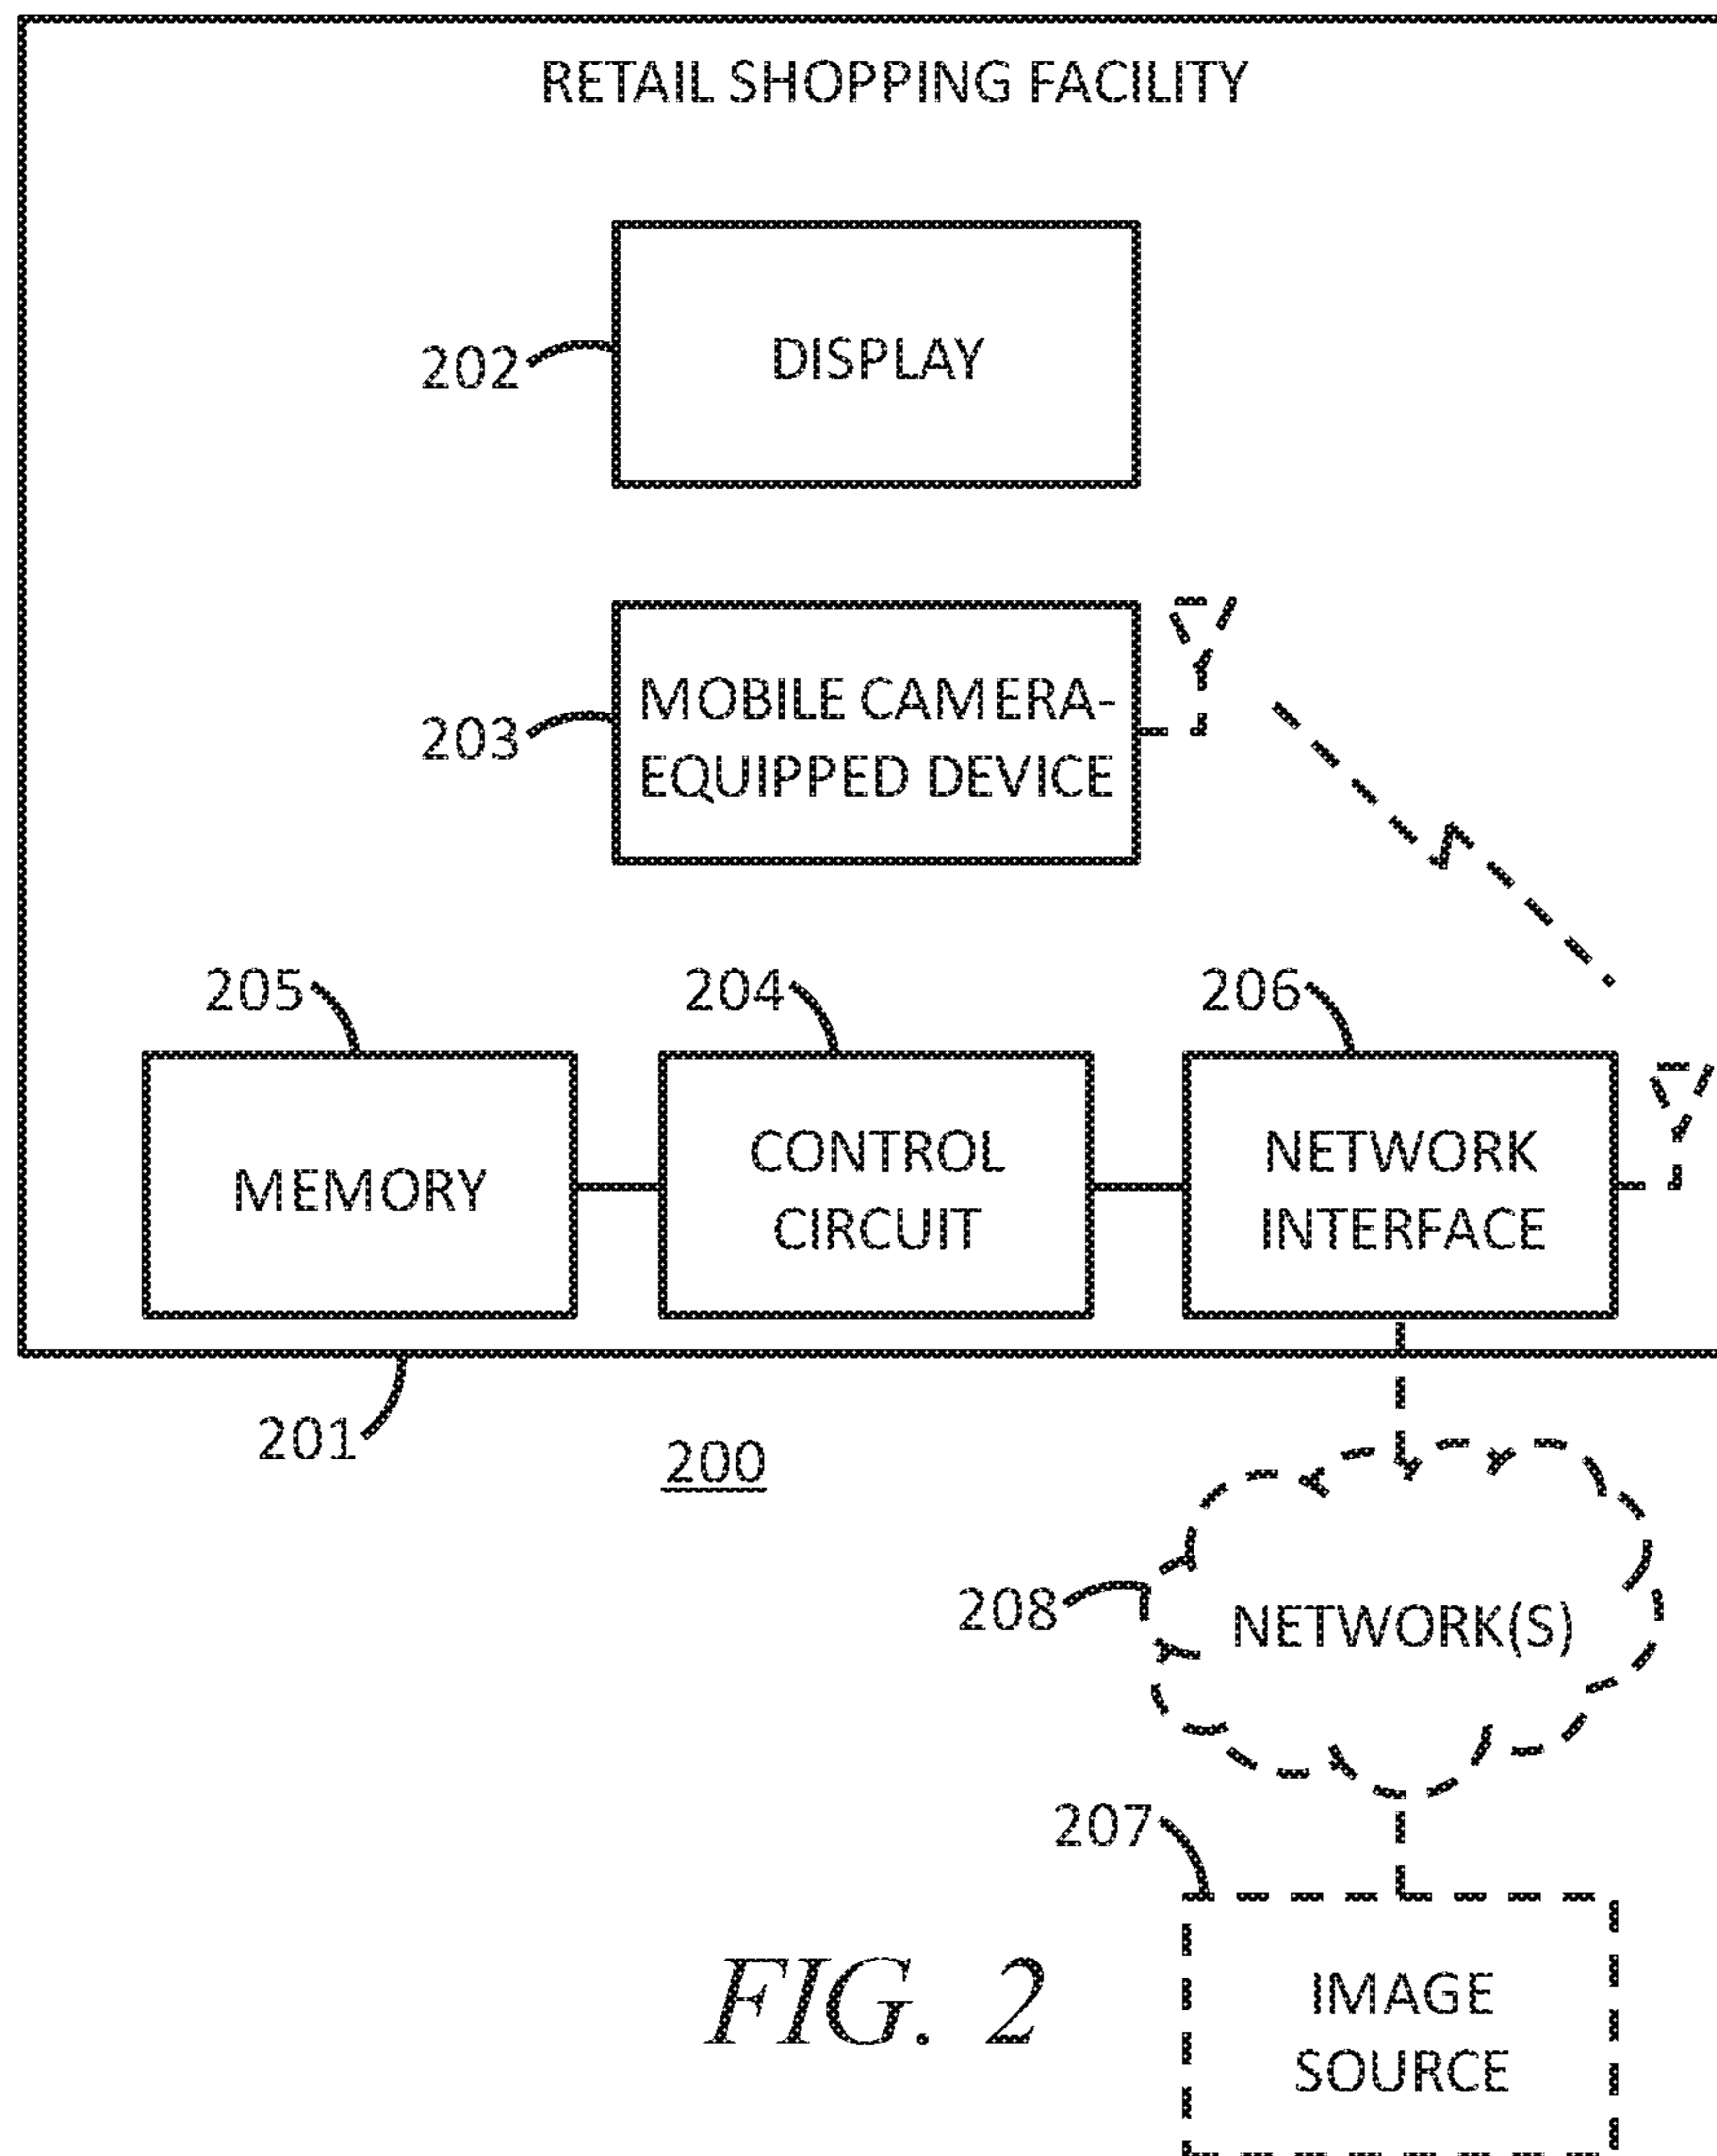 RETAIL SHOPPING FACILITY
DISPLAY
202
MOBILE CAMERA-
EQUIPPED DEVICE
203
205
204
206
MEMORY
CONTROL
CIRCUIT
NETWORK
INTERFACE
201
200
208
NETWORK(S)
207
FIG. 2
IMAGE
SOURCE